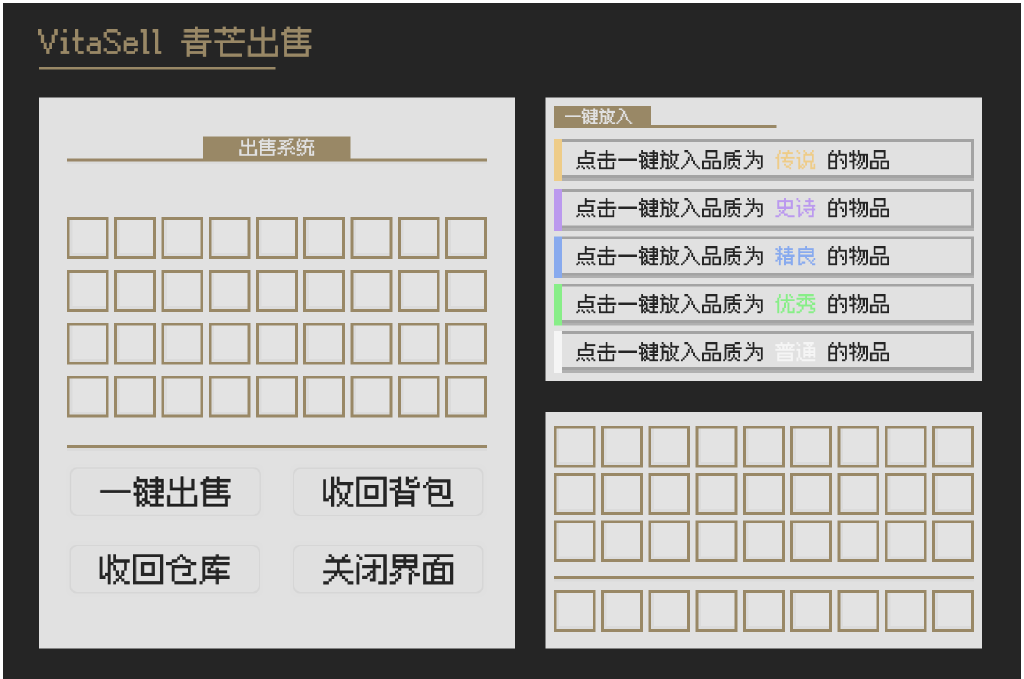 VitaSell 青芒出售
出售系统
一键出售
收回背包
收回仓库
关闭界面
一键放入
点击一键放入品质为 传说 的物品
点击一键放入品质为 史诗 的物品
点击一键放入品质为 精良 的物品
点击一键放入品质为 优秀 的物品
点击一键放入品质为 普通 的物品